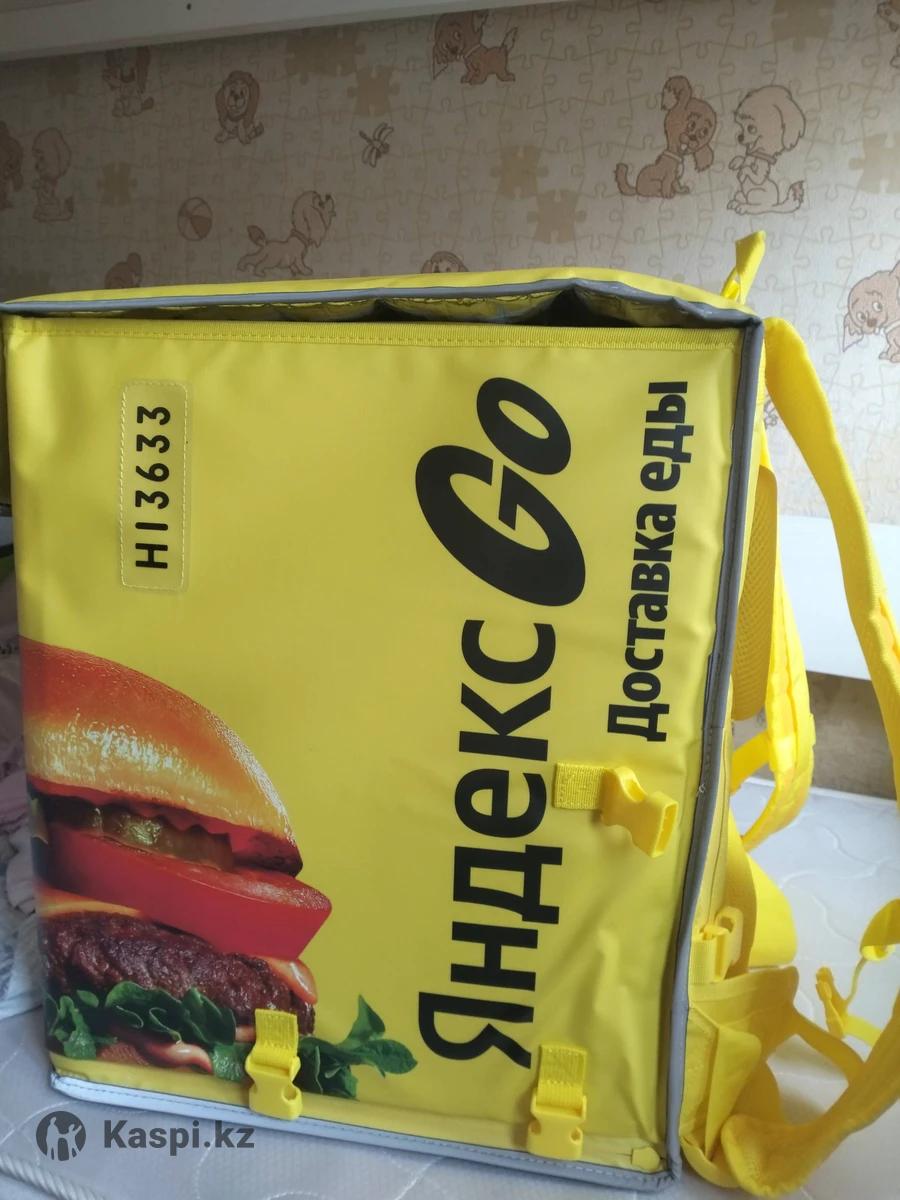 Яндекс Go
Доставка еды
H13633
Kaspi.kz